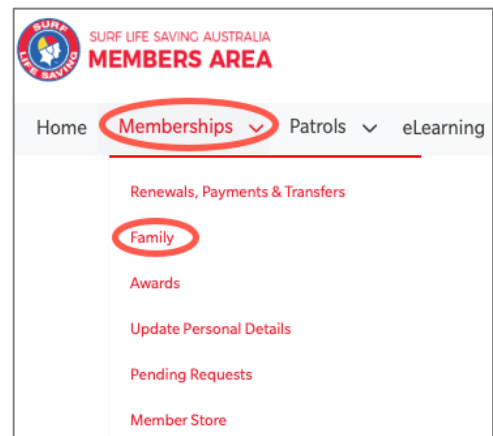 SURF
LIFE SAVING
SURF LIFE SAVING AUSTRALIA
MEMBERS AREA
Home Memberships Patrols eLearning
Renewals, Payments & Transfers
Family
Awards
Update Personal Details
Pending Requests
Member Store